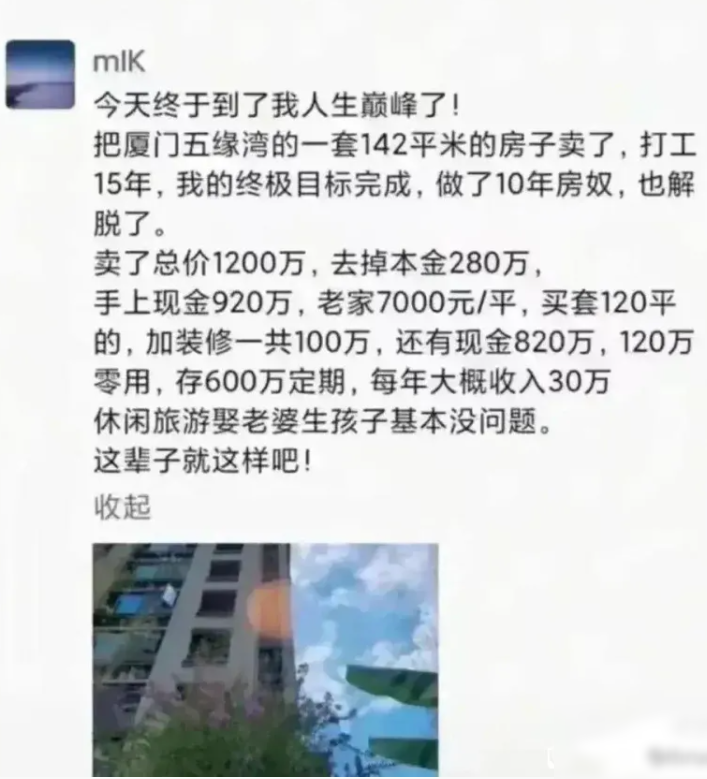 mIK
今天终于到了我人生巅峰了!
把厦门五缘湾的一套142平米的房子卖了, 打工
15年, 我的终极目标完成, 做了10年房奴, 也解
脱了。
卖了总价1200万, 去掉本金280万,
手上现金920万, 老家7000元/平, 买套120平
的, 加装修一共100万, 还有现金820万, 120万
零用, 存600万定期, 每年大概收入30万
休闲旅游娶老婆生孩子基本没问题。
这辈子就这样吧!
收起